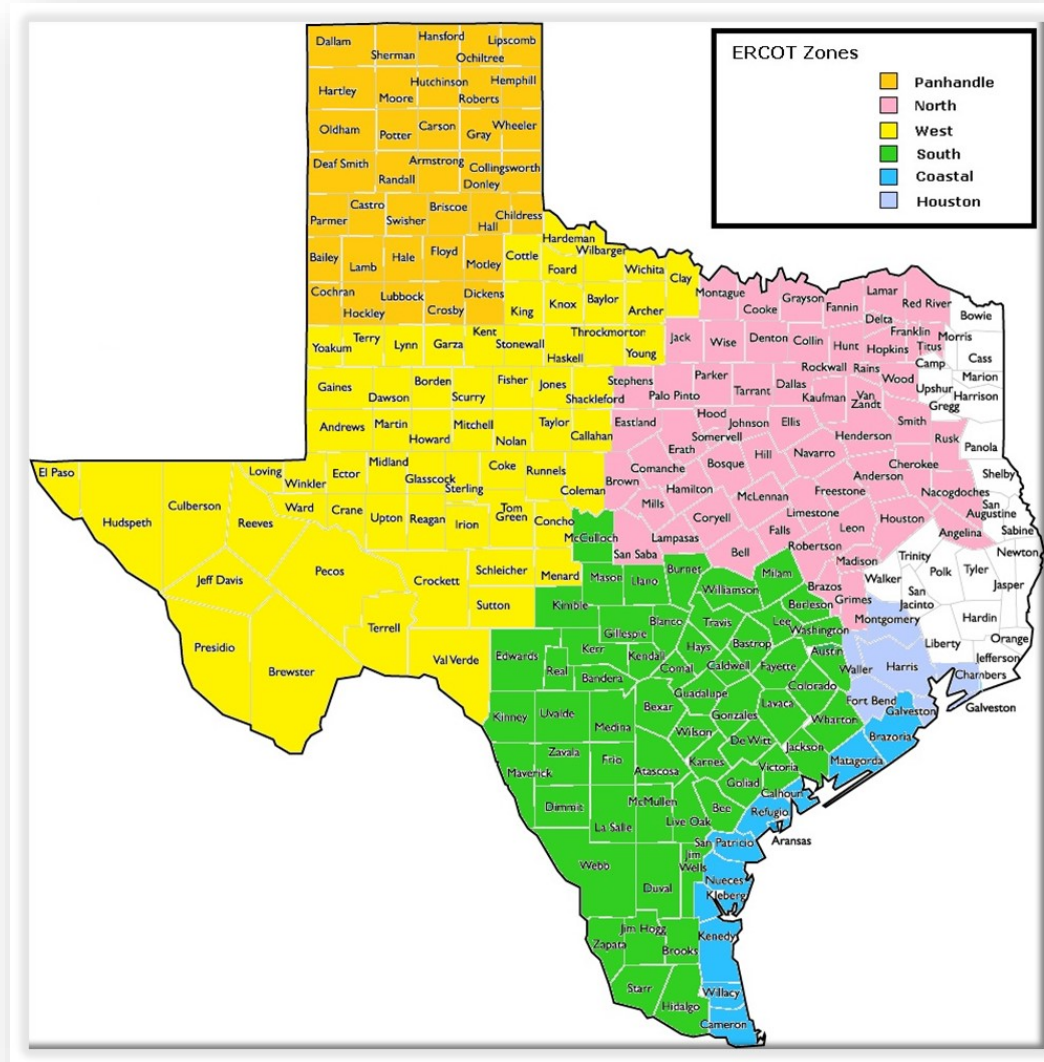 ERCOT Zones
Panhandle
North
West
South
Coastal
Houston
Dallam
Sherman
Hansford
Ochiltree
Lipscomb
Hartley
Moore
Hutchinson
Roberts
Hemphill
Oldham
Potter
Carson
Gray
Wheeler
Deaf Smith
Randall
Armstrong
Donley
Collingsworth
Parmer
Castro
Swisher
Briscoe
Hall
Childress
Bailey
Lamb
Hale
Floyd
Motley
Cottle
Hardeman
Foard
Wilbarger
Wichita
Clay
Montague
Cooke
Grayson
Fannin
Lamar
Red River
Bowie
Cochran
Hockley
Lubbock
Crosby
Dickens
King
Knox
Baylor
Archer
Jack
Wise
Denton
Collin
Hunt
Delta
Hopkins
Franklin
Titus
Morris
Cass
Camp
Marion
Yoakum
Terry
Lynn
Garza
Kent
Stonewall
Haskell
Throckmorton
Young
Stephens
Palo Pinto
Parker
Tarrant
Dallas
Rockwall
Kaufman
Rains
Van
Zandt
Wood
Upshur
Gregg
Harrison
Gaines
Dawson
Borden
Scurry
Fisher
Jones
Shackleford
Eastland
Erath
Hood
Somervell
Johnson
Ellis
Henderson
Smith
Rusk
Panola
Andrews
Martin
Howard
Mitchell
Nolan
Taylor
Callahan
Comanche
Bosque
Hill
Navarro
Anderson
Cherokee
Nacogdoches
Shelby
El Paso
Hudspeth
Culberson
Reeves
Loving
Winkler
Ward
Ector
Crane
Midland
Upton
Glasscock
Reagan
Sterling
Irion
Coke
Tom
Green
Runnels
Concho
Coleman
Brown
Mills
Hamilton
Coryell
McLennan
Limestone
Freestone
Falls
Leon
Houston
Angelina
San
Augustine
Sabine
Newton
McCulloch
San Saba
Lampasas
Bell
Robertson
Madison
Trinity
Walker
Polk
Tyler
Jasper
Jeff Davis
Pecos
Crockett
Schleicher
Menard
Mason
Llano
Burnet
Williamson
Milam
Brazos
Grimes
San
Jacinto
Hardin
Orange
Presidio
Brewster
Terrell
Val Verde
Sutton
Kimble
Gillespie
Blanco
Travis
Lee
Burleson
Washington
Montgomery
Liberty
Jefferson
Edwards
Real
Kerr
Bandera
Kendall
Comal
Hays
Caldwell
Bastrop
Fayette
Austin
Waller
Harris
Chambers
Galveston
Kinney
Uvalde
Medina
Bexar
Guadalupe
Gonzales
Lavaca
Colorado
Wharton
Fort Bend
Galveston
Brazoria
Maverick
Zavala
Frio
Atascosa
Wilson
Karnes
De Witt
Jackson
Matagorda
Victoria
Goliad
Calhoun
Dimmit
La Salle
McMullen
Live Oak
Bee
Refugio
Aransas
San Patricio
Webb
Duval
Jim
Wells
Nueces
Kleberg
Zapata
Jim Hogg
Brooks
Kenedy
Starr
Hidalgo
Willacy
Cameron